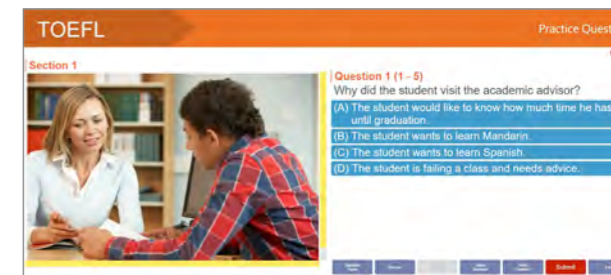 TOEFL
Practice Quest
Section 1
Question 1 (1 - 5)
Why did the student visit the academic advisor?
(A) The student would like to know how much time he has
until graduation.
(B) The student wants to learn Mandarin.
(C) The student wants to learn Spanish.
(D) The student is failing a class and needs advice.
Submit